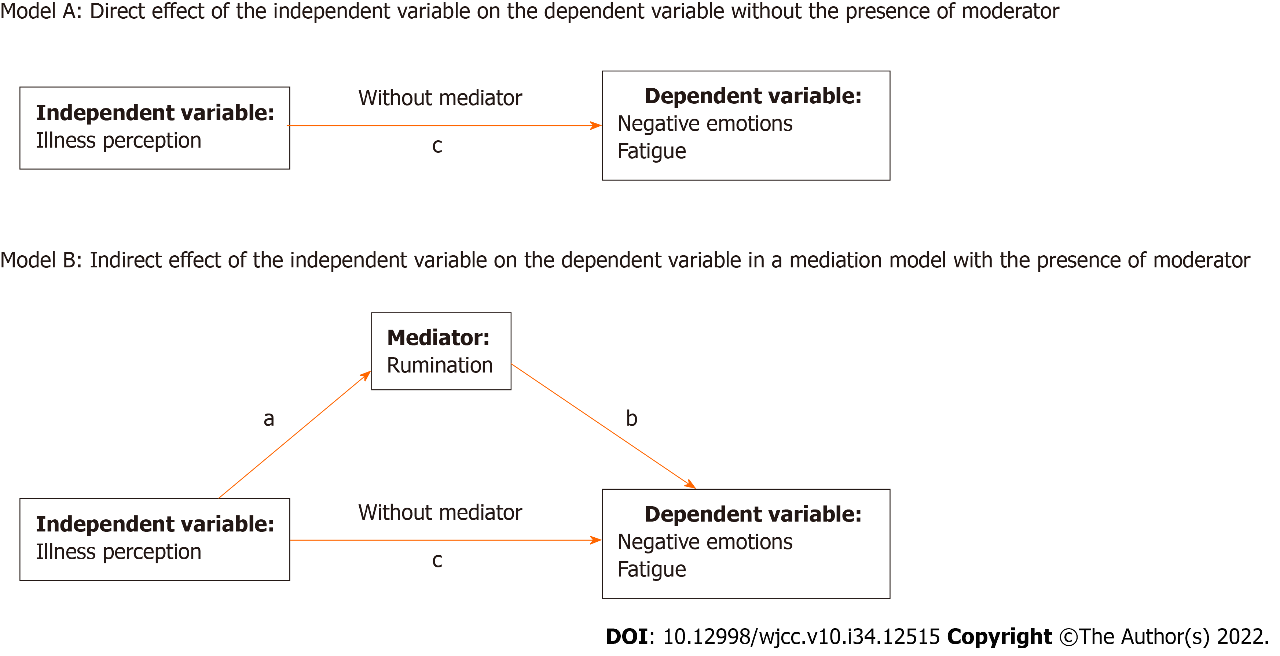 Model A: Direct effect of the independent variable on the dependent variable without the presence of moderator
Independent variable:
Illness perception
Without mediator
c
Dependent variable:
Negative emotions
Fatigue
Model B: Indirect effect of the independent variable on the dependent variable in a mediation model with the presence of moderator
Mediator:
Rumination
a
b
Independent variable:
Illness perception
Without mediator
c
Dependent variable:
Negative emotions
Fatigue
DOI: 10.12998/wjcc.v10.i34.12515 Copyright ©The Author(s) 2022.